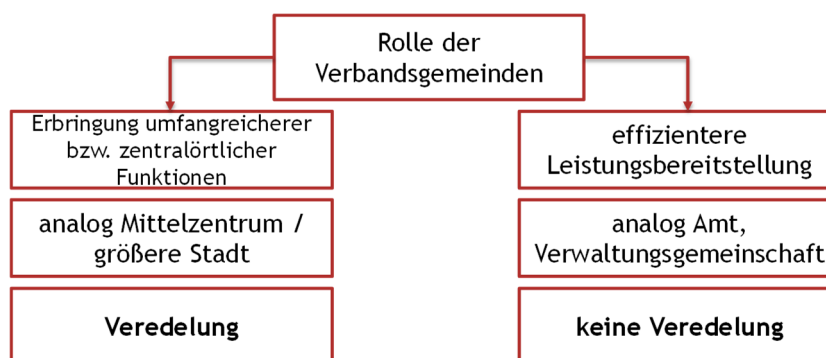 Rolle der
Verbandsgemeinden
Erbringung umfangreicherer
bzw. zentralörtlicher
Funktionen
analog Mittelzentrum /
größere Stadt
Veredelung
effizientere
Leistungsbereitstellung
analog Amt,
Verwaltungsgemeinschaft
keine Veredelung